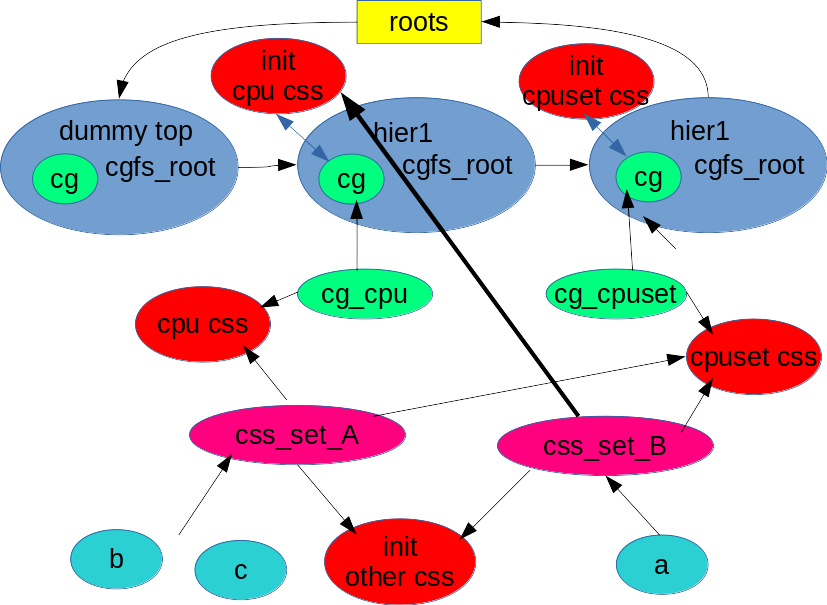 roots
init
cpu css
init
cpuset css
dummy top
cgfs_root
cg
hier1
cgfs_root
cg
hier1
cgfs_root
cg
cg_cpu
cg_cpuset
cpu css
cpuset css
css_set_A
css_set_B
b
c
init
other css
a